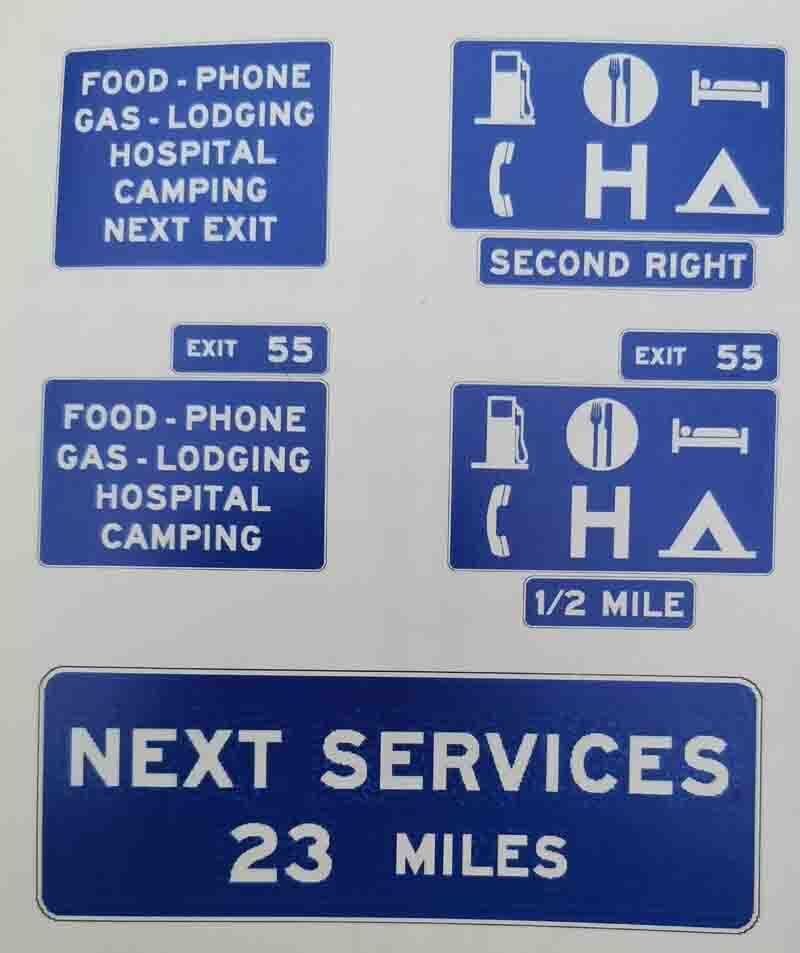 FOOD - PHONE
GAS - LODGING
HOSPITAL
CAMPING
NEXT EXIT
H
SECOND RIGHT
EXIT 55
FOOD - PHONE
GAS - LODGING
HOSPITAL
CAMPING
EXIT 55
H
1/2 MILE
NEXT SERVICES
23 MILES